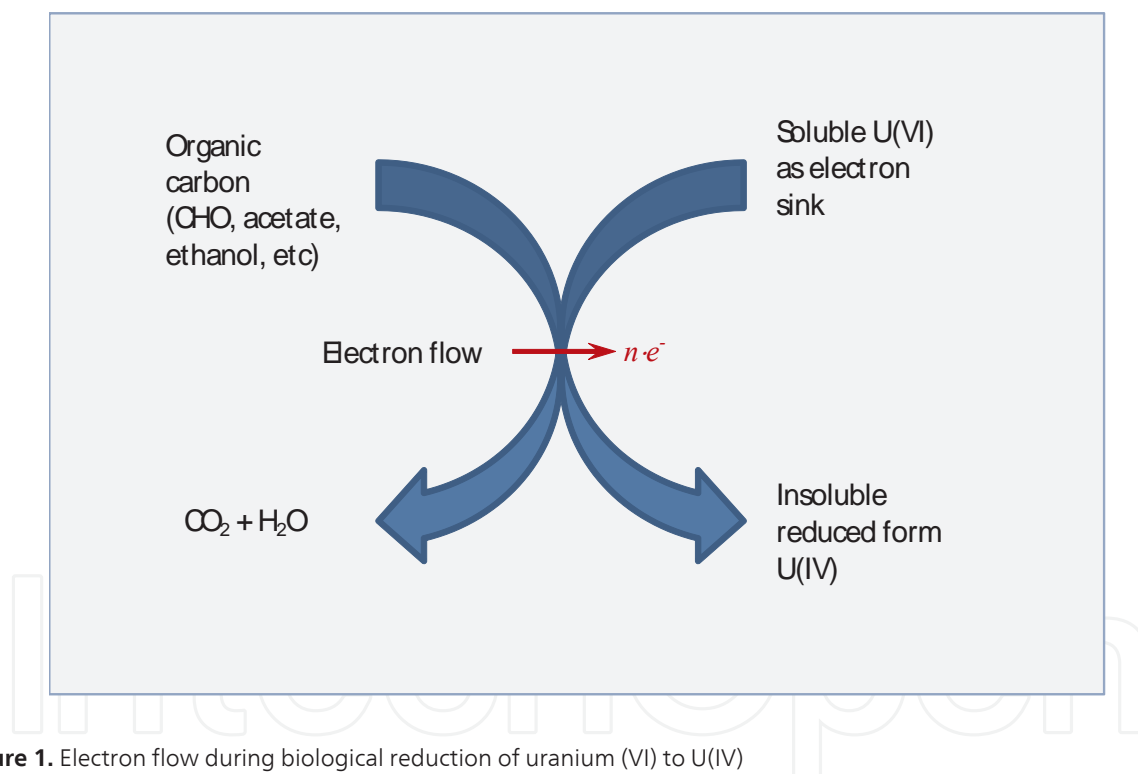 Organic
carbon
(CHO, acetate,
ethanol, etc)
Soluble U(VI)
as electron
sink
Electron flow
n·e⁻
CO₂ + H₂O
Insoluble
reduced form
U(IV)
ure 1. Electron flow during biological reduction of uranium (VI) to U(IV)